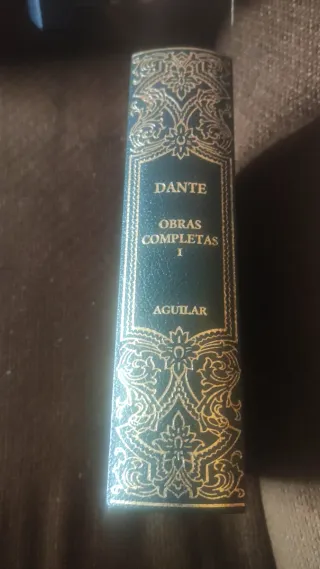 DANTE
OBRAS
COMPLETAS
I
AGUILAR